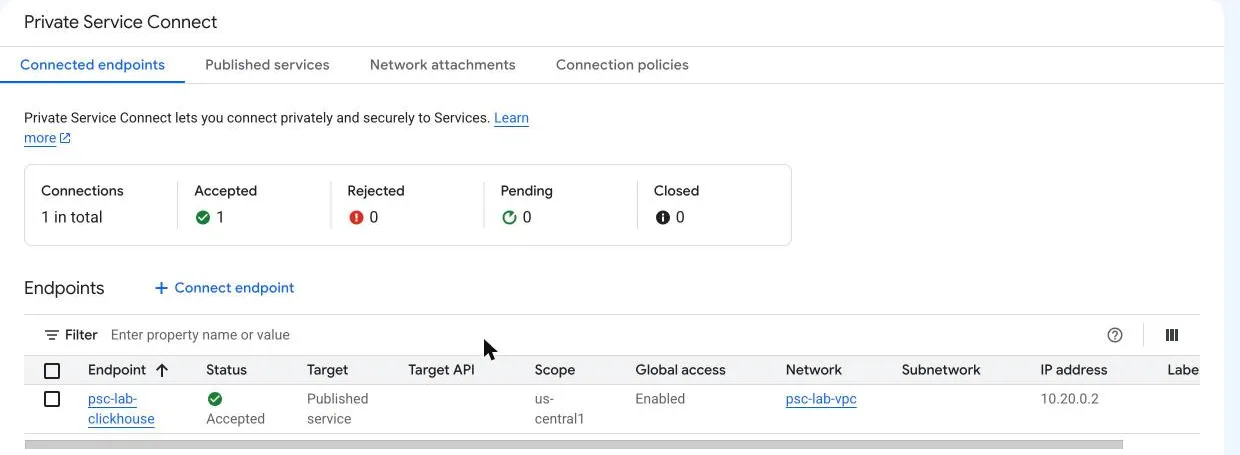 Private Service Connect
Connected endpoints Published services Network attachments Connection policies
Private Service Connect lets you connect privately and securely to Services. Learn
more
Connections Accepted Rejected Pending Closed
1 in total 1 0 0 0
Endpoints + Connect endpoint
Filter Enter property name or value
Endpoint Status Target Target API Scope Global access Network Subnetwork IP address Labe
psc-lab- Published us- Enabled psc-lab-vpc 10.20.0.2
clickhouse Accepted service central1